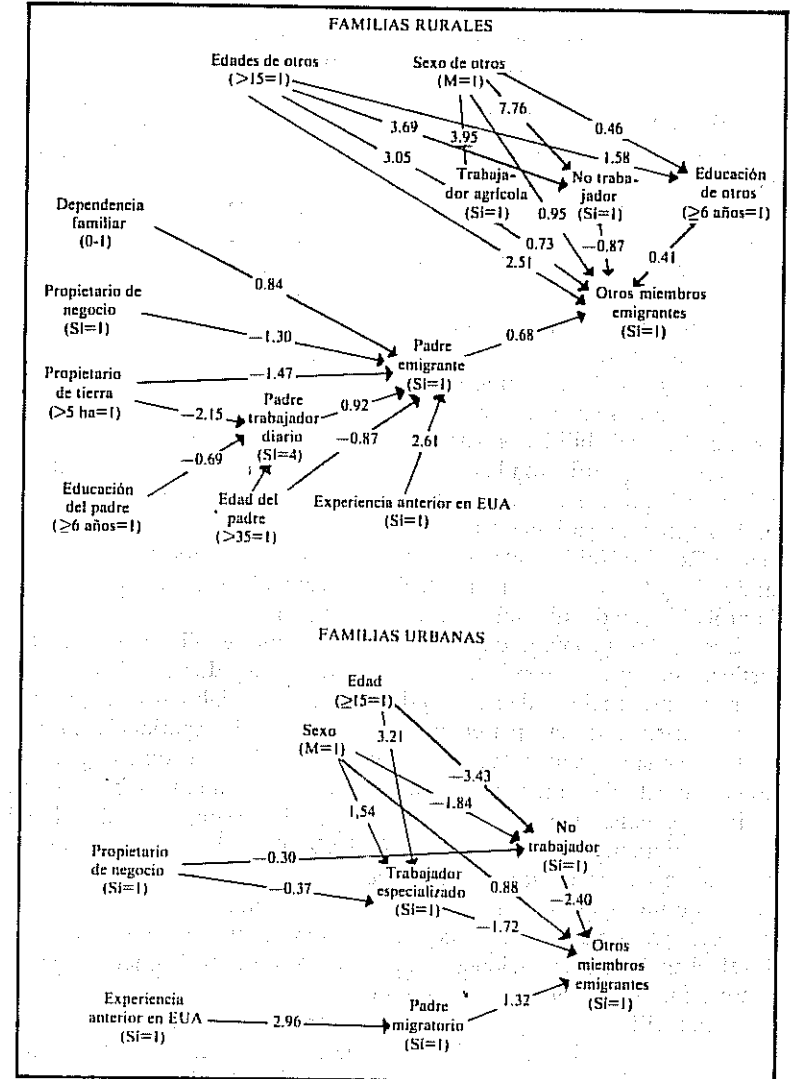 FAMILIAS RURALES
Edades de otros
(>15=1)
Sexo de otros
(M=1)
7.76
0.46
3.69
3.95
1.58
3.05
Trabaja-
dor agrícola
(Sí=1)
No traba-
jador
(Sí=1)
Educación
de otros
(≥6 años=1)
0.95
0.73
—0.87
2.51
0.41
Dependencia
familiar
(0-1)
0.84
Otros miembros
emigrantes
(Sí=1)
Propietario de
negocio
(Sí=1)
—1.30
0.68
Padre
emigrante
(Sí=1)
Propietario
de tierra
(>5 ha=1)
—1.47
—2.15
Padre
trabajador
diario
(Sí=4)
0.92
—0.87
2.61
—0.69
Educación
del padre
(≥6 años=1)
Edad del
padre
(>35=1)
Experiencia anterior en EUA
(Sí=1)
FAMILIAS URBANAS
Edad
(≥15=1)
Sexo
(M=1)
3.21
—3.43
—1.84
1,54
No
trabajador
(Sí=1)
Propietario
de negocio
(Sí=1)
—0.30
—0.37
Trabajador
especializado
(Sí=1)
0.88
—2.40
—1.72
Otros
miembros
emigrantes
(Sí=1)
Experiencia
anterior en EUA
(Sí=1)
2.96
Padre
migratorio
(Sí=1)
1.32